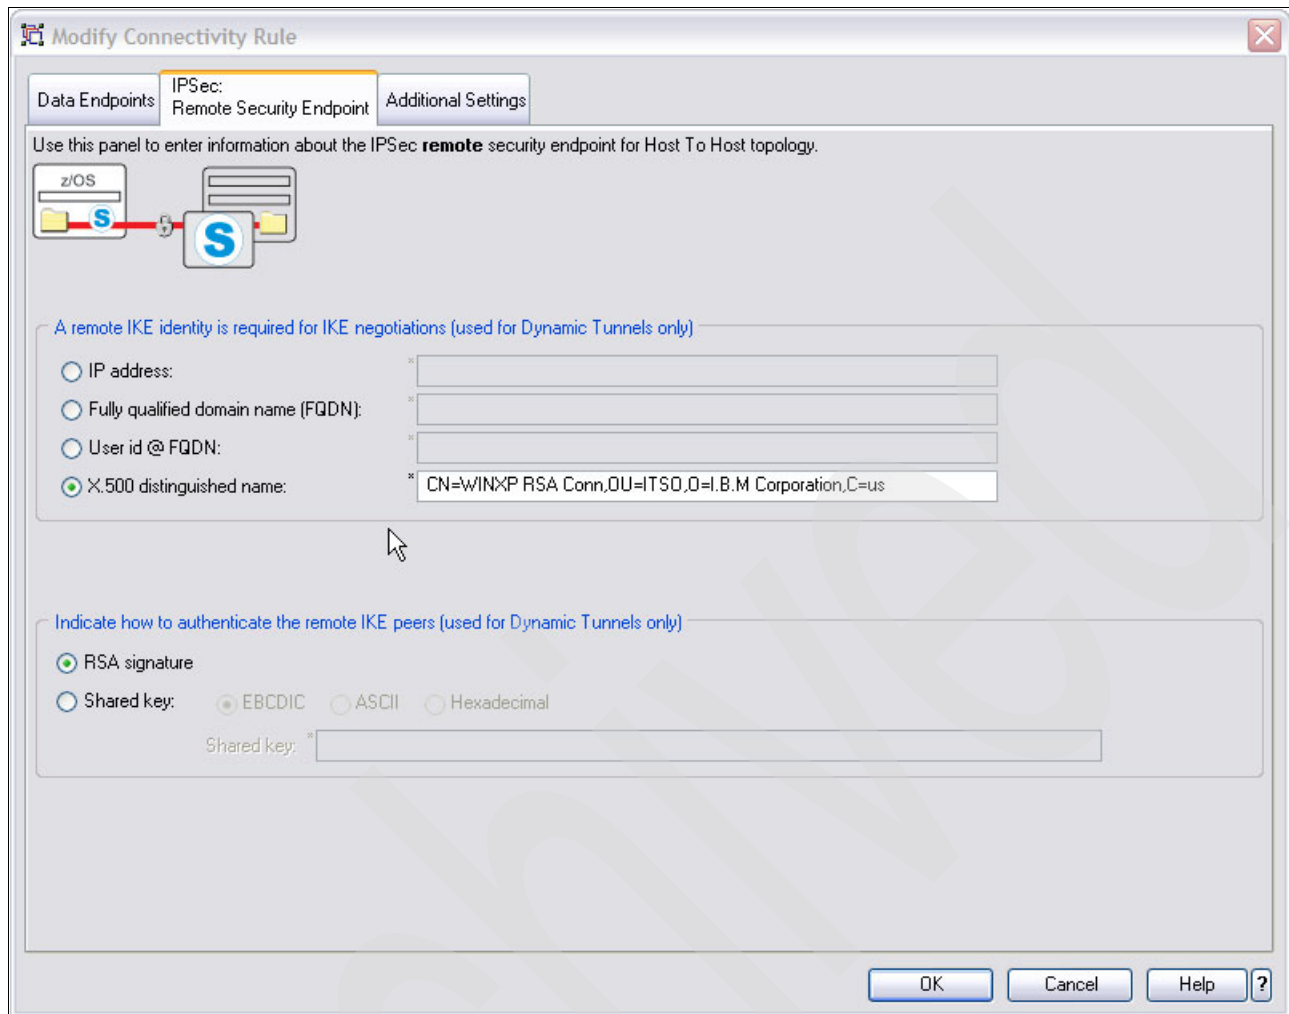 Modify Connectivity Rule
Data Endpoints
IPSec:
Remote Security Endpoint
Additional Settings
Use this panel to enter information about the IPSec remote security endpoint for Host To Host topology.
z/OS
S
S
A remote IKE identity is required for IKE negotiations (used for Dynamic Tunnels only)
IP address: *
Fully qualified domain name (FQDN): *
User id @ FQDN: *
X.500 distinguished name: * CN=WINXP RSA Conn,OU=ITSO,O=I.B.M Corporation,C=us
Indicate how to authenticate the remote IKE peers (used for Dynamic Tunnels only)
RSA signature
Shared key: EBCDIC ASCII Hexadecimal
Shared key: *
OK Cancel Help ?